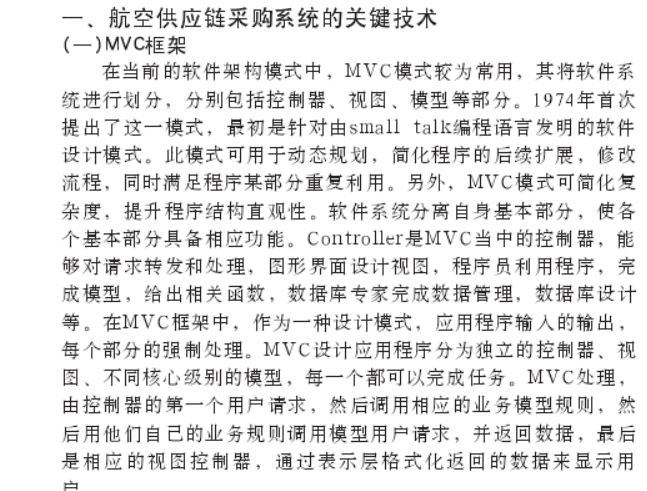 一、航空供应链采购系统的关键技术
(一)MVC框架
在当前的软件架构模式中，MVC模式较为常用，其将软件系
统进行划分，分别包括控制器、视图、模型等部分。1974年首次
提出了这一模式，最初是针对由small talk编程语言发明的软件
设计模式。此模式可用于动态规划，简化程序的后续扩展，修改
流程，同时满足程序某部分重复利用。另外，MVC模式可简化复
杂度，提升程序结构直观性。软件系统分离自身基本部分，使各
个基本部分具备相应功能。Controller是MVC当中的控制器，能
够对请求转发和处理，图形界面设计视图，程序员利用程序，完
成模型，给出相关函数，数据库专家完成数据管理，数据库设计
等。在MVC框架中，作为一种设计模式，应用程序输入的输出，
每个部分的强制处理。MVC设计应用程序分为独立的控制器、视
图、不同核心级别的模型，每一个都可以完成任务。MVC处理，
由控制器的第一个用户请求，然后调用相应的业务模型规则，然
后用他们自己的业务规则调用模型用户请求，并返回数据，最后
是相应的视图控制器，通过表示层格式化返回的数据来显示用
户